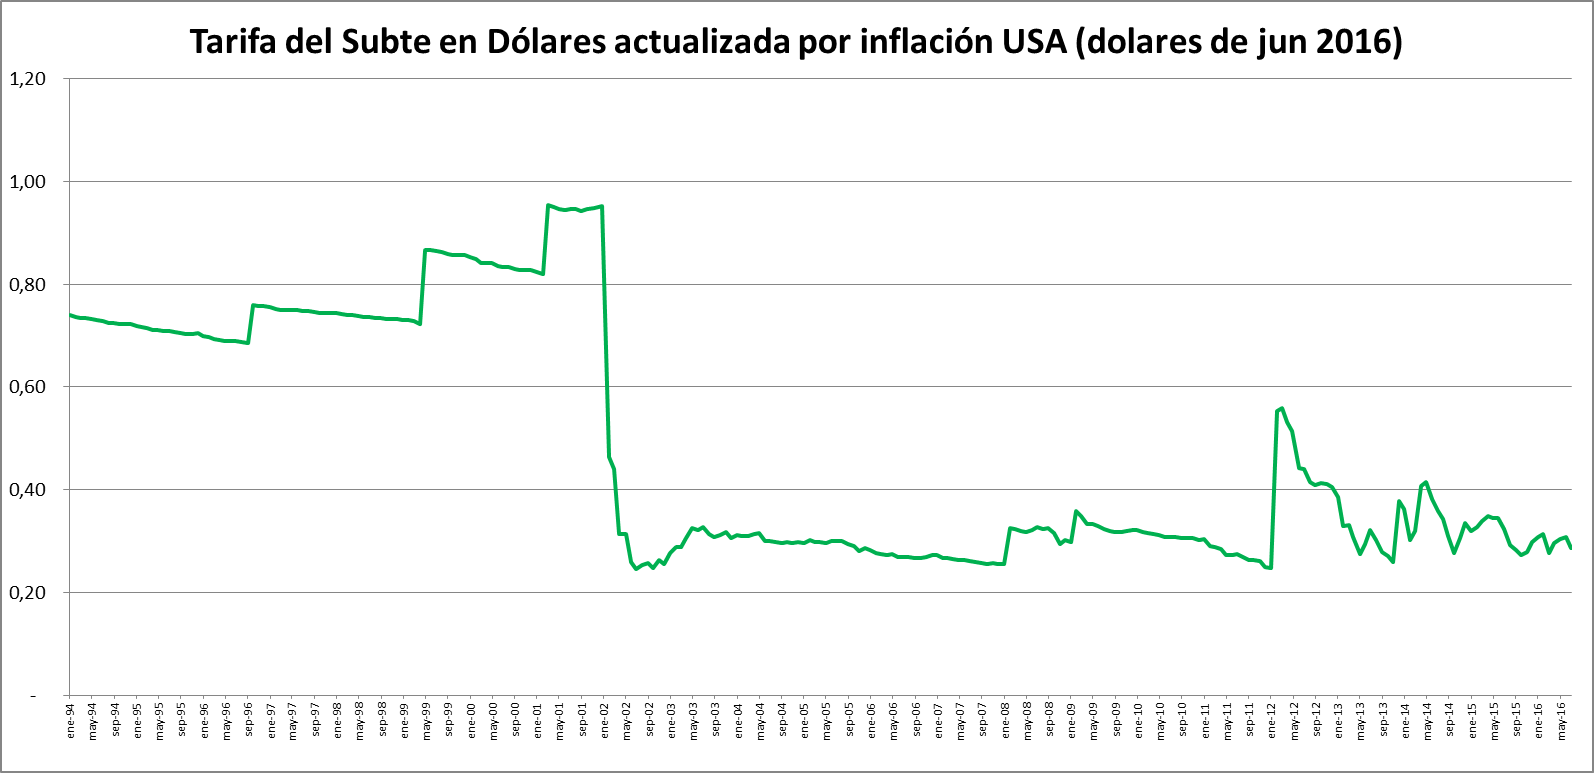 Tarifa del Subte en Dólares actualizada por inflación USA (dolares de jun 2016)
1,20
1,00
0,80
0,60
0,40
0,20
-
ene-94
may-94
sep-94
ene-95
may-95
sep-95
ene-96
may-96
sep-96
ene-97
may-97
sep-97
ene-98
may-98
sep-98
ene-99
may-99
sep-99
ene-00
may-00
sep-00
ene-01
may-01
sep-01
ene-02
may-02
sep-02
ene-03
may-03
sep-03
ene-04
may-04
sep-04
ene-05
may-05
sep-05
ene-06
may-06
sep-06
ene-07
may-07
sep-07
ene-08
may-08
sep-08
ene-09
may-09
sep-09
ene-10
may-10
sep-10
ene-11
may-11
sep-11
ene-12
may-12
sep-12
ene-13
may-13
sep-13
ene-14
may-14
sep-14
ene-15
may-15
sep-15
ene-16
may-16